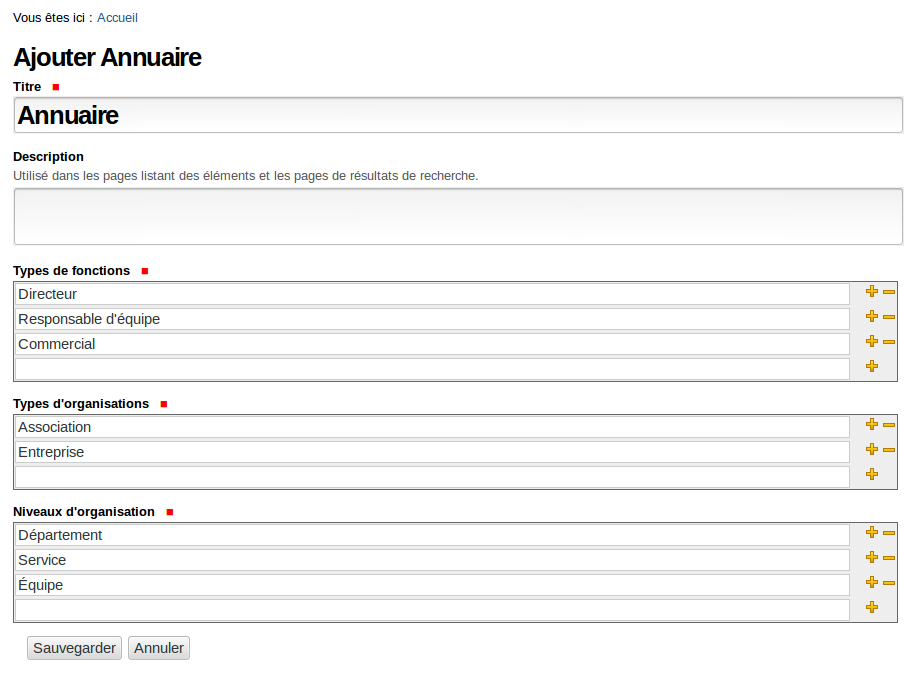 Vous êtes ici : Accueil
Ajouter Annuaire
Titre
Annuaire
Description
Utilisé dans les pages listant des éléments et les pages de résultats de recherche.
Types de fonctions
Directeur
Responsable d'équipe
Commercial
Types d'organisations
Association
Entreprise
Niveaux d'organisation
Département
Service
Équipe
Sauvegarder Annuler